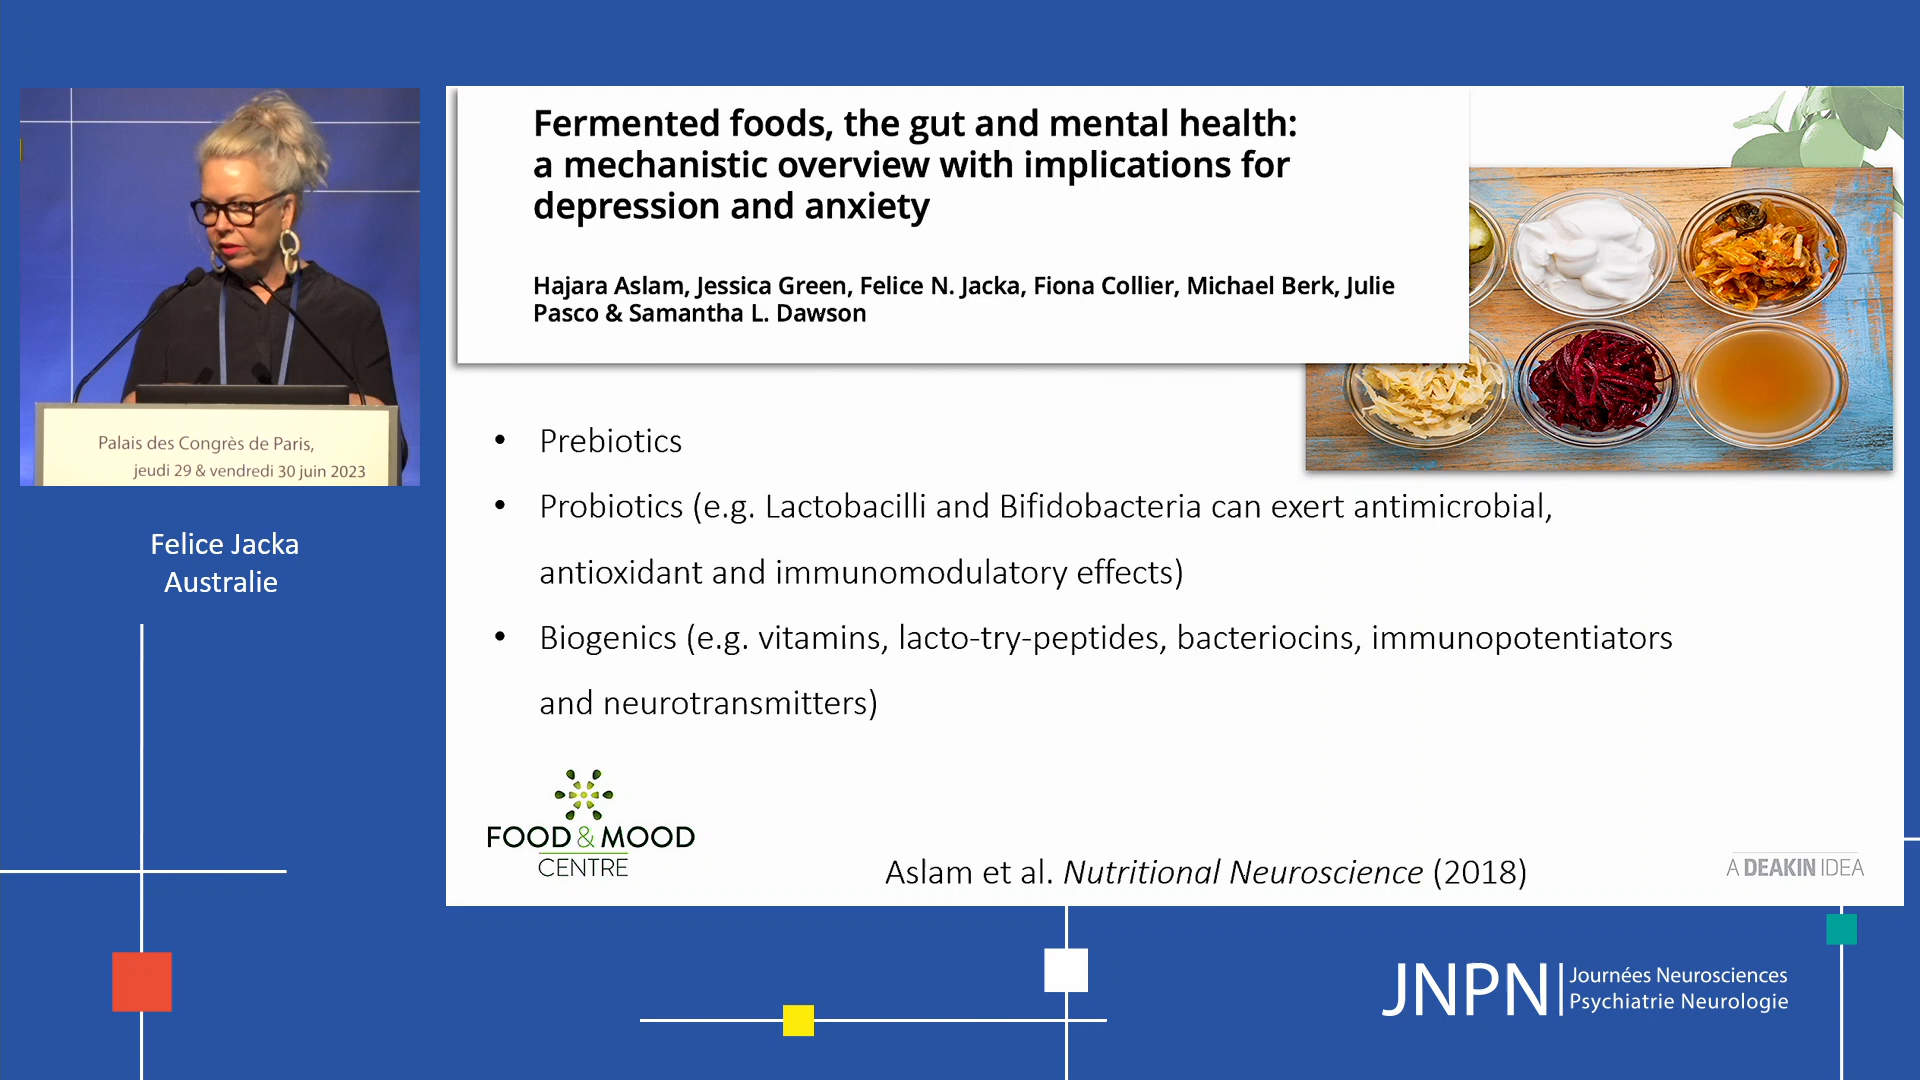 Fermented foods, the gut and mental health:
a mechanistic overview with implications for
depression and anxiety
Hajara Aslam, Jessica Green, Felice N. Jacka, Fiona Collier, Michael Berk, Julie
Pasco & Samantha L. Dawson
Palais des Congrès de Paris,
jeudi 29 & vendredi 30 juin 2023
Felice Jacka
Australie
• Prebiotics
• Probiotics (e.g. Lactobacilli and Bifidobacteria can exert antimicrobial,
antioxidant and immunomodulatory effects)
• Biogenics (e.g. vitamins, lacto-try-peptides, bacteriocins, immunopotentiators
and neurotransmitters)
FOOD & MOOD
CENTRE
Aslam et al. Nutritional Neuroscience (2018)
A DEAKIN IDEA
JNPN
Journées Neurosciences
Psychiatrie Neurologie